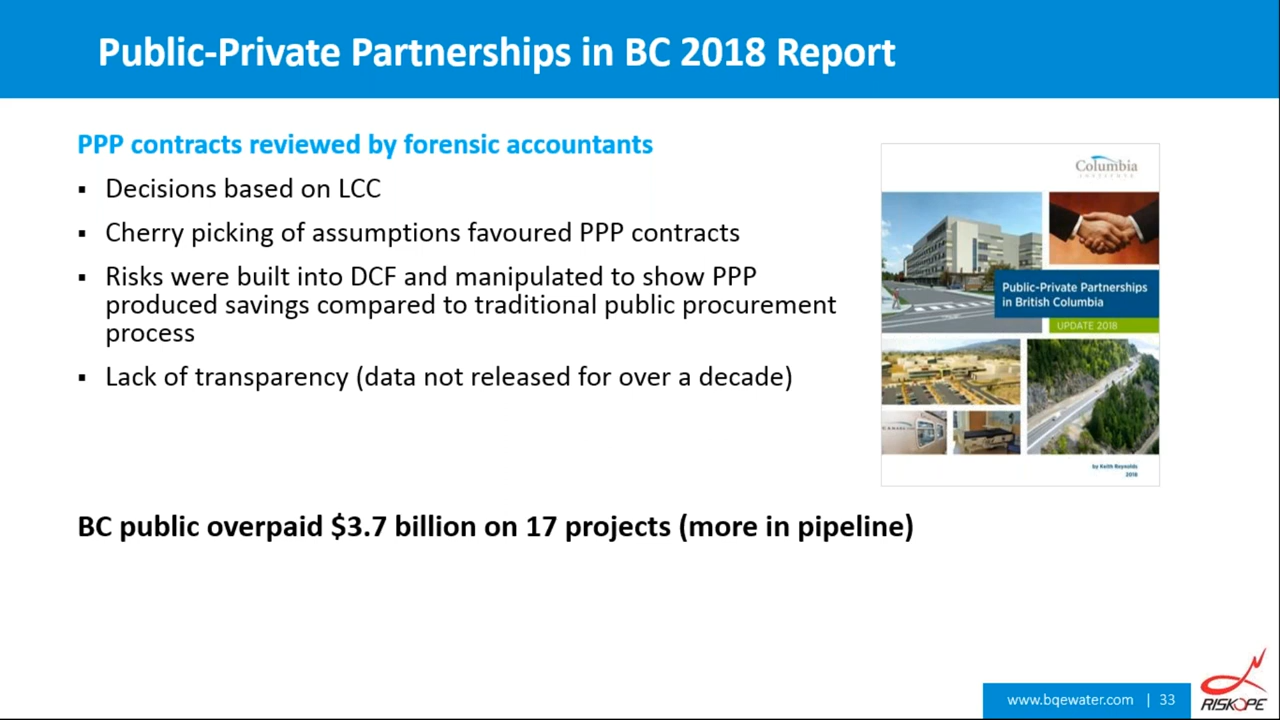 Public-Private Partnerships in BC 2018 Report
PPP contracts reviewed by forensic accountants
▪ Decisions based on LCC
▪ Cherry picking of assumptions favoured PPP contracts
▪ Risks were built into DCF and manipulated to show PPP
produced savings compared to traditional public procurement
process
▪ Lack of transparency (data not released for over a decade)
Columbia
INSTITUTE
Public-Private Partnerships
in British Columbia
UPDATE 2018
by Keith Reynolds
2018
BC public overpaid $3.7 billion on 17 projects (more in pipeline)
www.bqewater.com | 33
RISKOPE